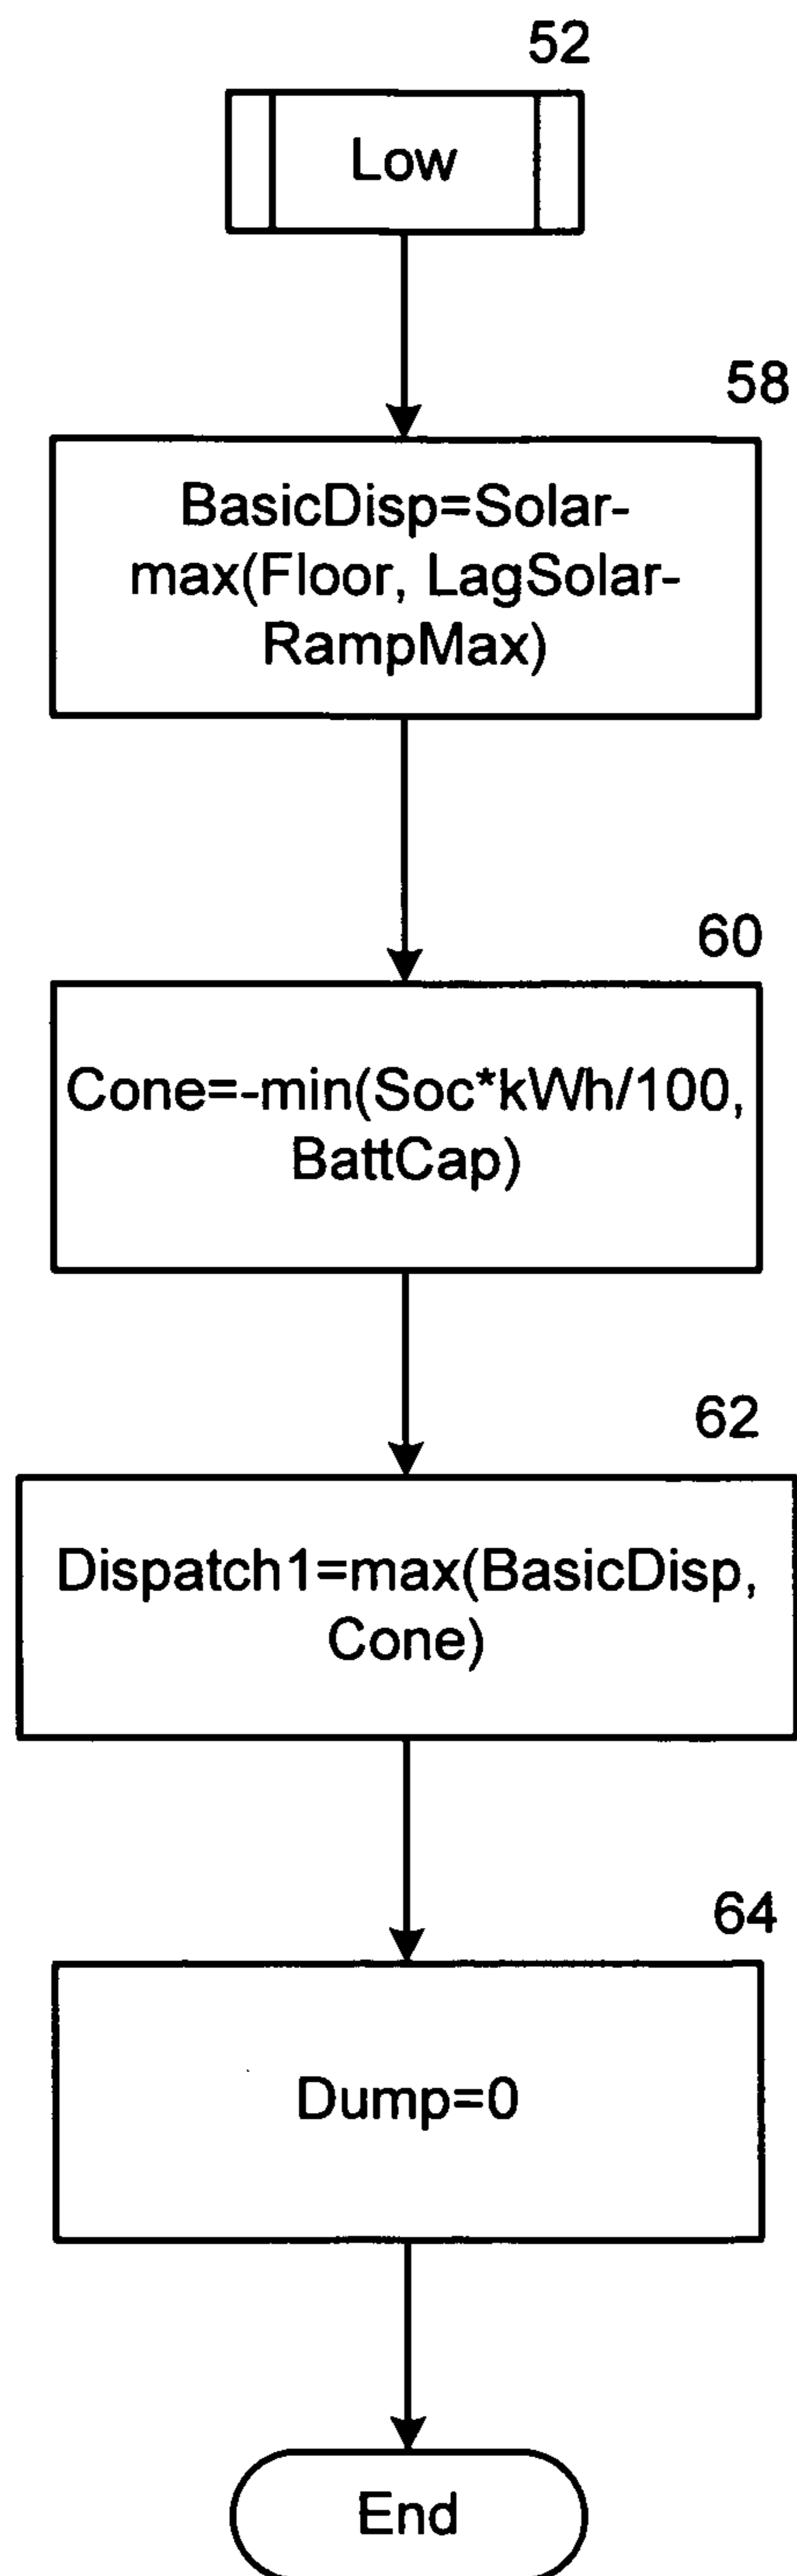 52
Low
58
BasicDisp=Solar-
max(Floor, LagSolar-
RampMax)
60
Cone=-min(Soc*kWh/100,
BattCap)
62
Dispatch1=max(BasicDisp,
Cone)
64
Dump=0
End